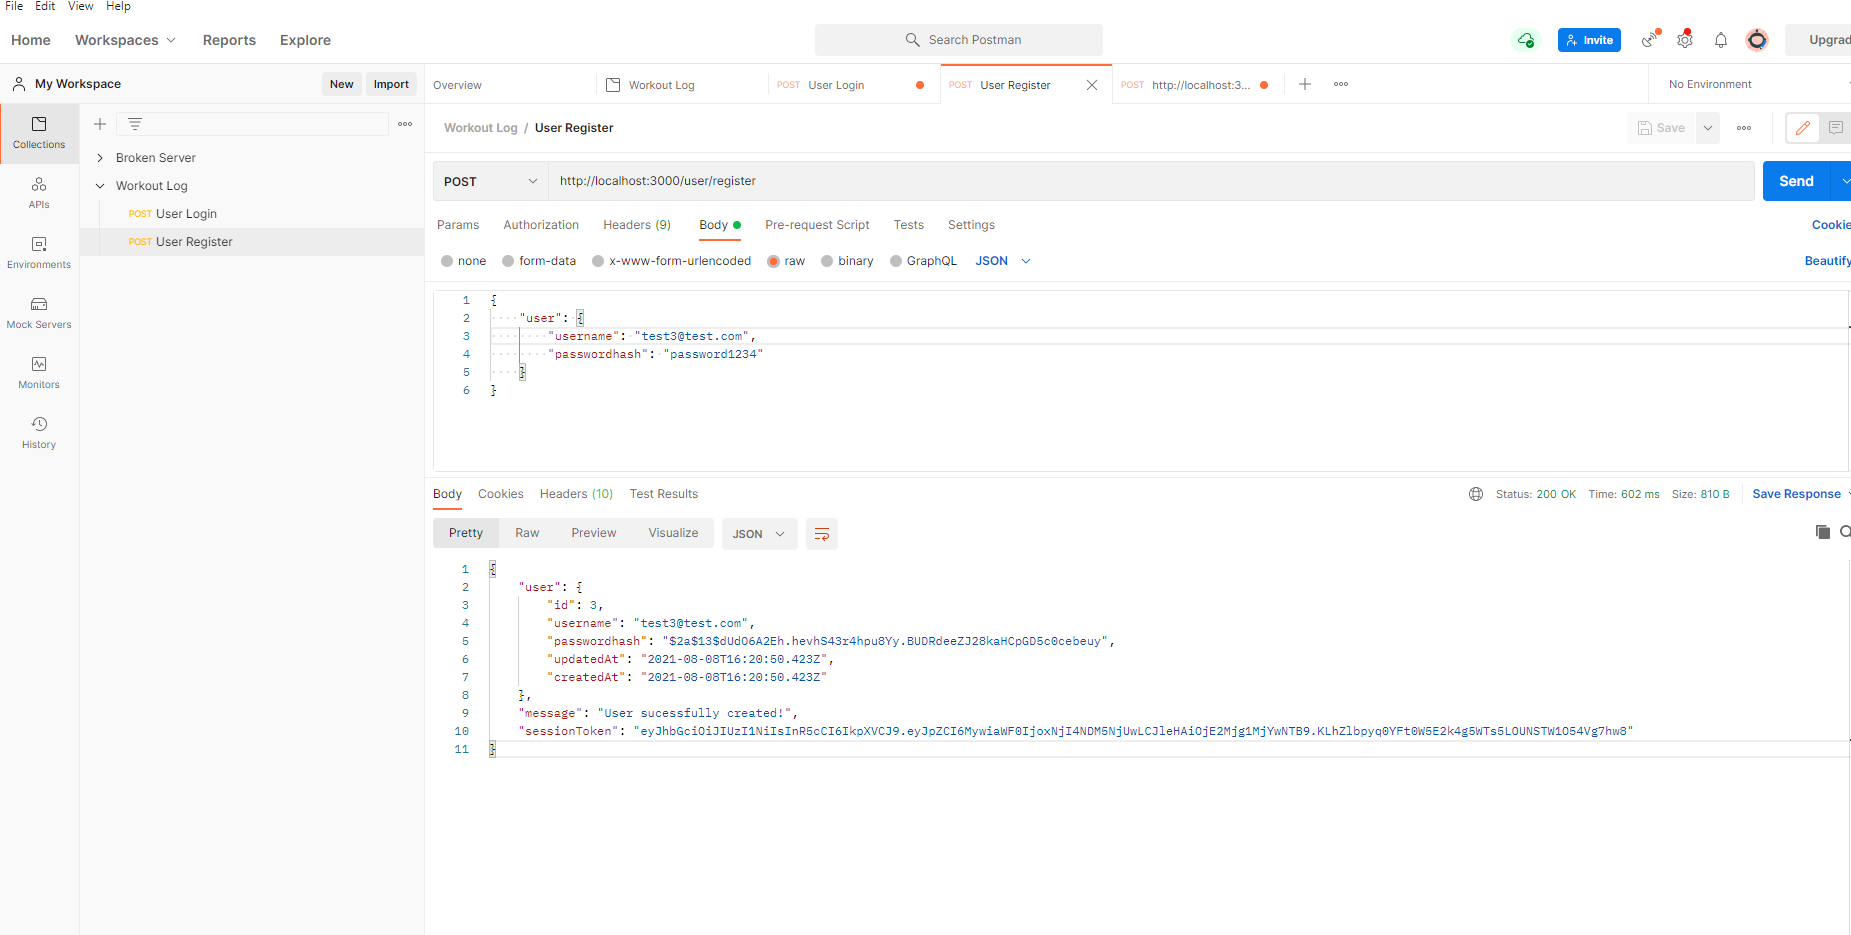 File Edit View Help
Home Workspaces Reports Explore Search Postman Invite Upgrad
My Workspace New Import Overview Workout Log POST User Login POST User Register POST http://localhost:3... No Environment
Collections
APIs
Environments
Mock Servers
Monitors
History
Broken Server
Workout Log
POST User Login
POST User Register
Workout Log / User Register Save
POST http://localhost:3000/user/register Send
Params Authorization Headers (9) Body Pre-request Script Tests Settings Cookie
none form-data x-www-form-urlencoded raw binary GraphQL JSON Beautify
1 {
2 "user": {
3 "username": "test3@test.com",
4 "passwordhash": "password1234"
5 }
6 }
Body Cookies Headers (10) Test Results Status: 200 OK Time: 602 ms Size: 810 B Save Response
Pretty Raw Preview Visualize JSON
1 {
2 "user": {
3 "id": 3,
4 "username": "test3@test.com",
5 "passwordhash": "$2a$13$dUdO6A2Eh.hevhS43r4hpu8Yy.BUDRdeeZJ28kaHCpGD5c0cebeuy",
6 "updatedAt": "2021-08-08T16:20:50.423Z",
7 "createdAt": "2021-08-08T16:20:50.423Z"
8 },
9 "message": "User sucessfully created!",
10 "sessionToken": "eyJhbGciOiJIUzI1NiIsInR5cCI6IkpXVCJ9.eyJpZCI6MywiaWF0IjoxNjI4NDM5NjUwLCJleHAiOjE2Mjg1MjYwNTB9.KLhZlbpyq0YFt0W5E2k4g5WTs5LOUNSTW1O54Vg7hw8"
11 }